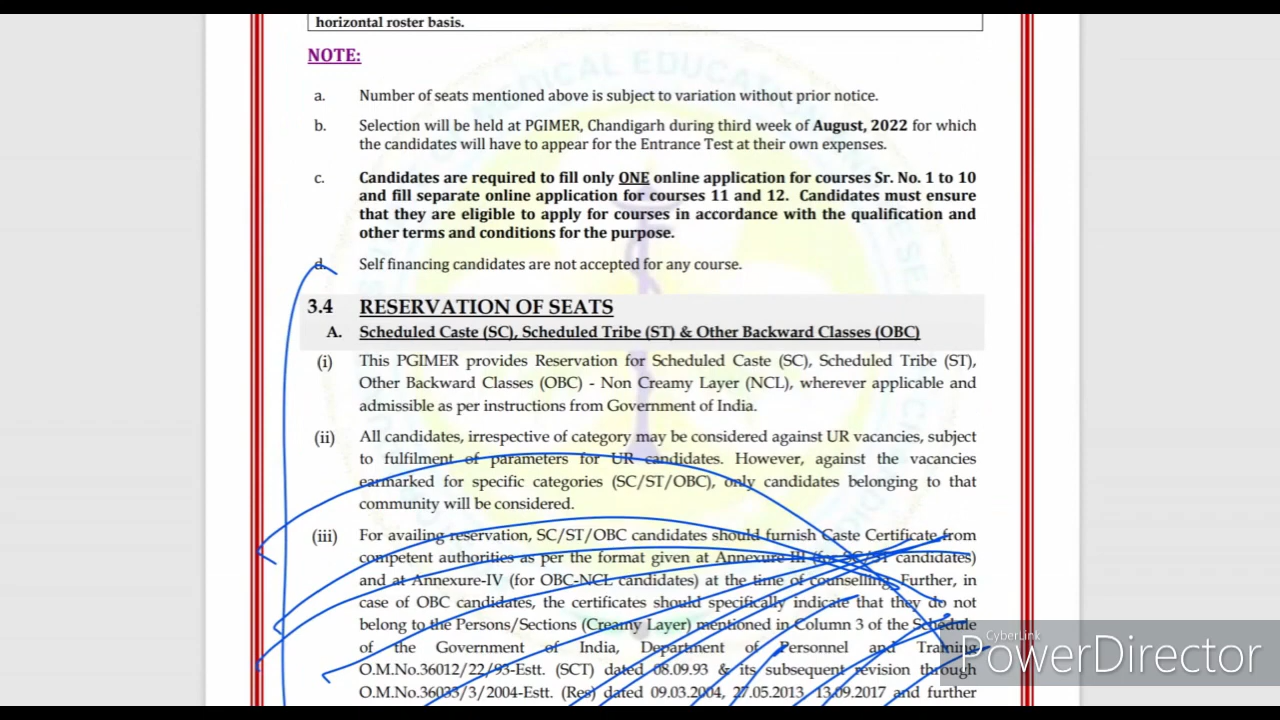 horizontal roster basis.
NOTE:
a. Number of seats mentioned above is subject to variation without prior notice.
b. Selection will be held at PGIMER, Chandigarh during third week of August, 2022 for which
the candidates will have to appear for the Entrance Test at their own expenses.
c. Candidates are required to fill only ONE online application for courses Sr. No. 1 to 10
and fill separate online application for courses 11 and 12. Candidates must ensure
that they are eligible to apply for courses in accordance with the qualification and
other terms and conditions for the purpose.
d. Self financing candidates are not accepted for any course.
3.4 RESERVATION OF SEATS
A. Scheduled Caste (SC), Scheduled Tribe (ST) & Other Backward Classes (OBC)
(i) This PGIMER provides Reservation for Scheduled Caste (SC), Scheduled Tribe (ST),
Other Backward Classes (OBC) - Non Creamy Layer (NCL), wherever applicable and
admissible as per instructions from Government of India.
(ii) All candidates, irrespective of category may be considered against UR vacancies, subject
to fulfilment of parameters for UR candidates. However, against the vacancies
earmarked for specific categories (SC/ST/OBC), only candidates belonging to that
community will be considered.
(iii) For availing reservation, SC/ST/OBC candidates should furnish Caste Certificate from
competent authorities as per the format given at Annexure-III (for SC/ST candidates)
and at Annexure-IV (for OBC-NCL candidates) at the time of counselling. Further, in
case of OBC candidates, the certificates should specifically indicate that they do not
belong to the Persons/Sections (Creamy Layer) mentioned in Column 3 of the Schedule
of the Government of India, Department of Personnel and Training
O.M.No.36012/22/93-Estt. (SCT) dated 08.09.93 & its subsequent revision through
O.M.No.36033/3/2004-Estt. (Res) dated 09.03.2004, 27.05.2013, 13.09.2017 and further
CyberLink
PowerDirector